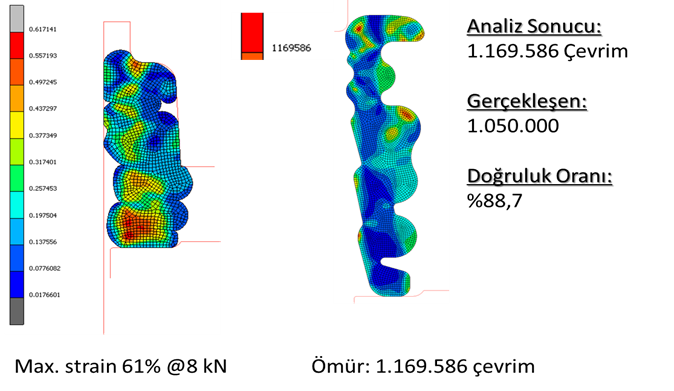 0.617141
0.557193
0.497245
0.437297
0.377349
0.317401
0.257453
0.197504
0.137556
0.0776082
0.0176601
1169586
Analiz Sonucu:
1.169.586 Çevrim
Gerçekleşen:
1.050.000
Doğruluk Oranı:
%88,7
Max. strain 61% @8 kN
Ömür: 1.169.586 çevrim